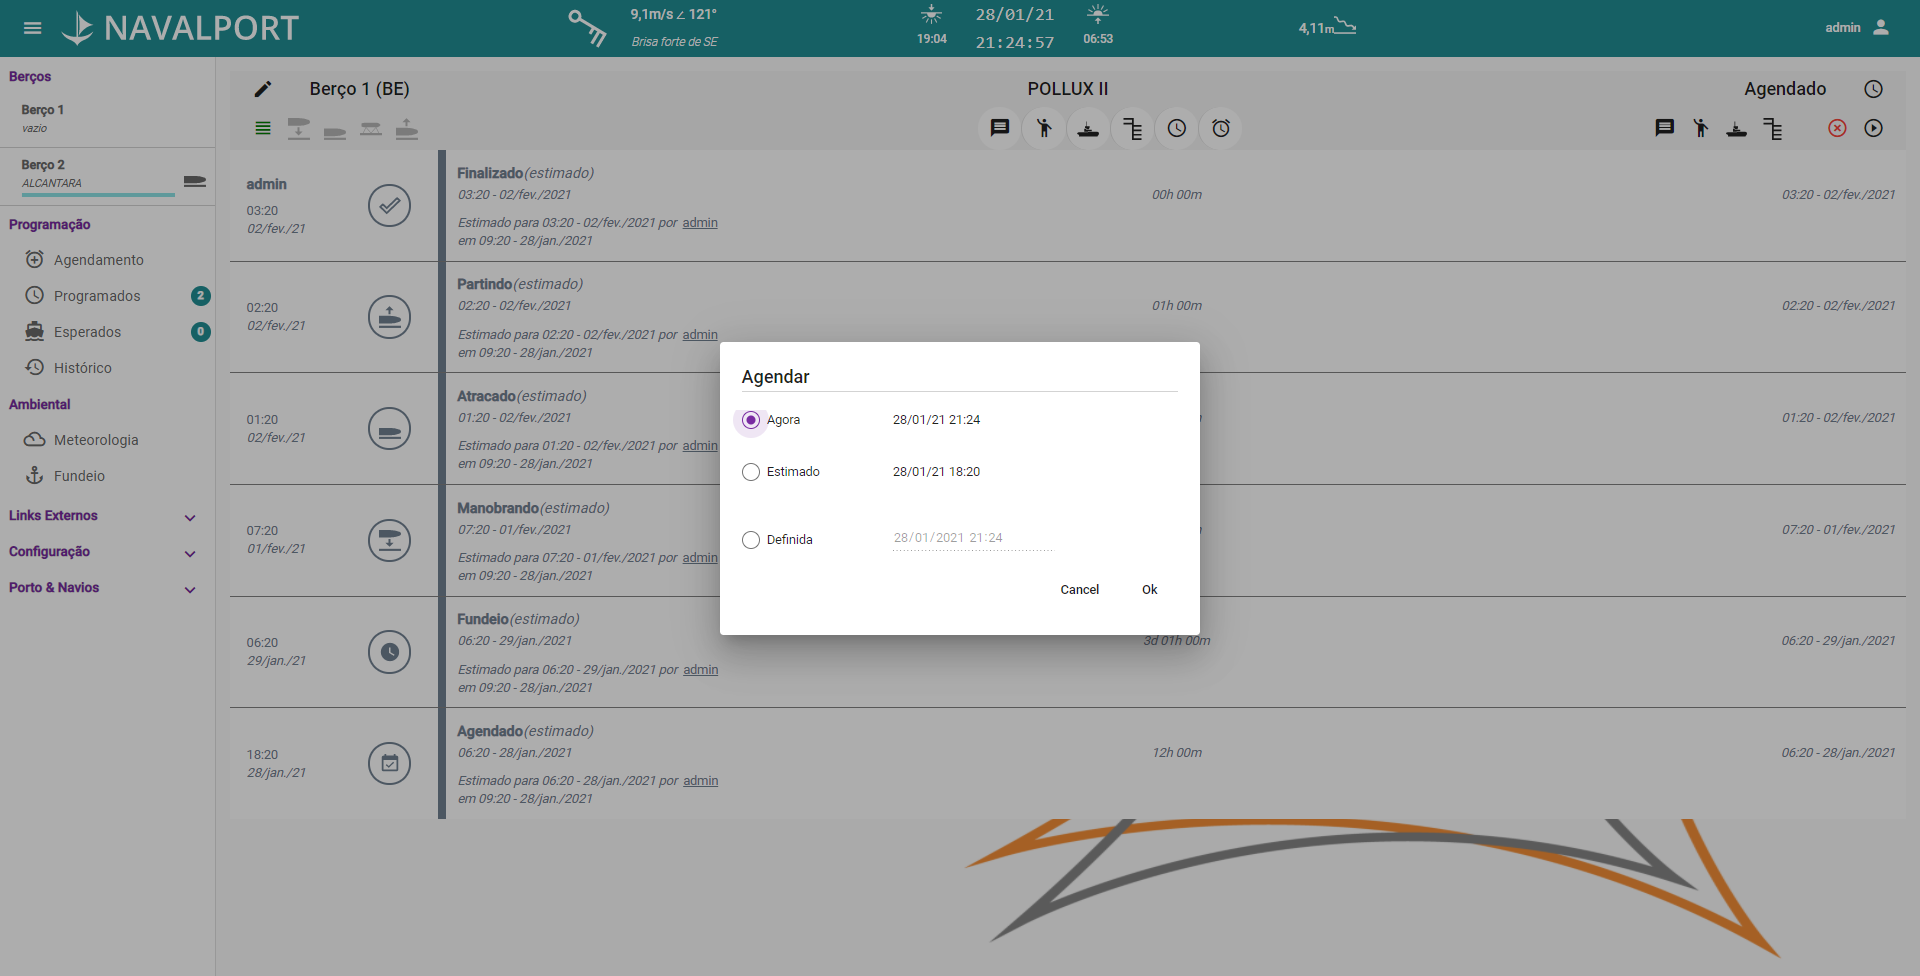 NAVALPORT
9,1m/s ∠ 121°
Brisa forte de SE
19:04
28/01/21
21:24:57
06:53
4,11m
admin
Berços
Berço 1
vazio
Berço 2
ALCANTARA
Programação
Agendamento
Programados
2
Esperados
0
Histórico
Ambiental
Meteorologia
Fundeio
Links Externos
Configuração
Porto & Navios
Berço 1 (BE)
POLLUX II
Agendado
admin
03:20
02/fev./21
Finalizado(estimado)
03:20 - 02/fev./2021
00h 00m
03:20 - 02/fev./2021
Estimado para 03:20 - 02/fev./2021 por admin
em 09:20 - 28/jan./2021
02:20
02/fev./21
Partindo(estimado)
02:20 - 02/fev./2021
01h 00m
02:20 - 02/fev./2021
Estimado para 02:20 - 02/fev./2021 por admin
em 09:20 - 28/jan./2021
01:20
02/fev./21
Atracado(estimado)
01:20 - 02/fev./2021
01:20 - 02/fev./2021
Estimado para 01:20 - 02/fev./2021 por admin
em 09:20 - 28/jan./2021
07:20
01/fev./21
Manobrando(estimado)
07:20 - 01/fev./2021
07:20 - 01/fev./2021
Estimado para 07:20 - 01/fev./2021 por admin
em 09:20 - 28/jan./2021
06:20
29/jan./21
Fundeio(estimado)
06:20 - 29/jan./2021
3d 01h 00m
06:20 - 29/jan./2021
Estimado para 06:20 - 29/jan./2021 por admin
em 09:20 - 28/jan./2021
18:20
28/jan./21
Agendado(estimado)
06:20 - 28/jan./2021
12h 00m
06:20 - 28/jan./2021
Estimado para 06:20 - 28/jan./2021 por admin
em 09:20 - 28/jan./2021
Agendar
Agora
28/01/21 21:24
Estimado
28/01/21 18:20
Definida
28/01/2021 21:24
Cancel
Ok